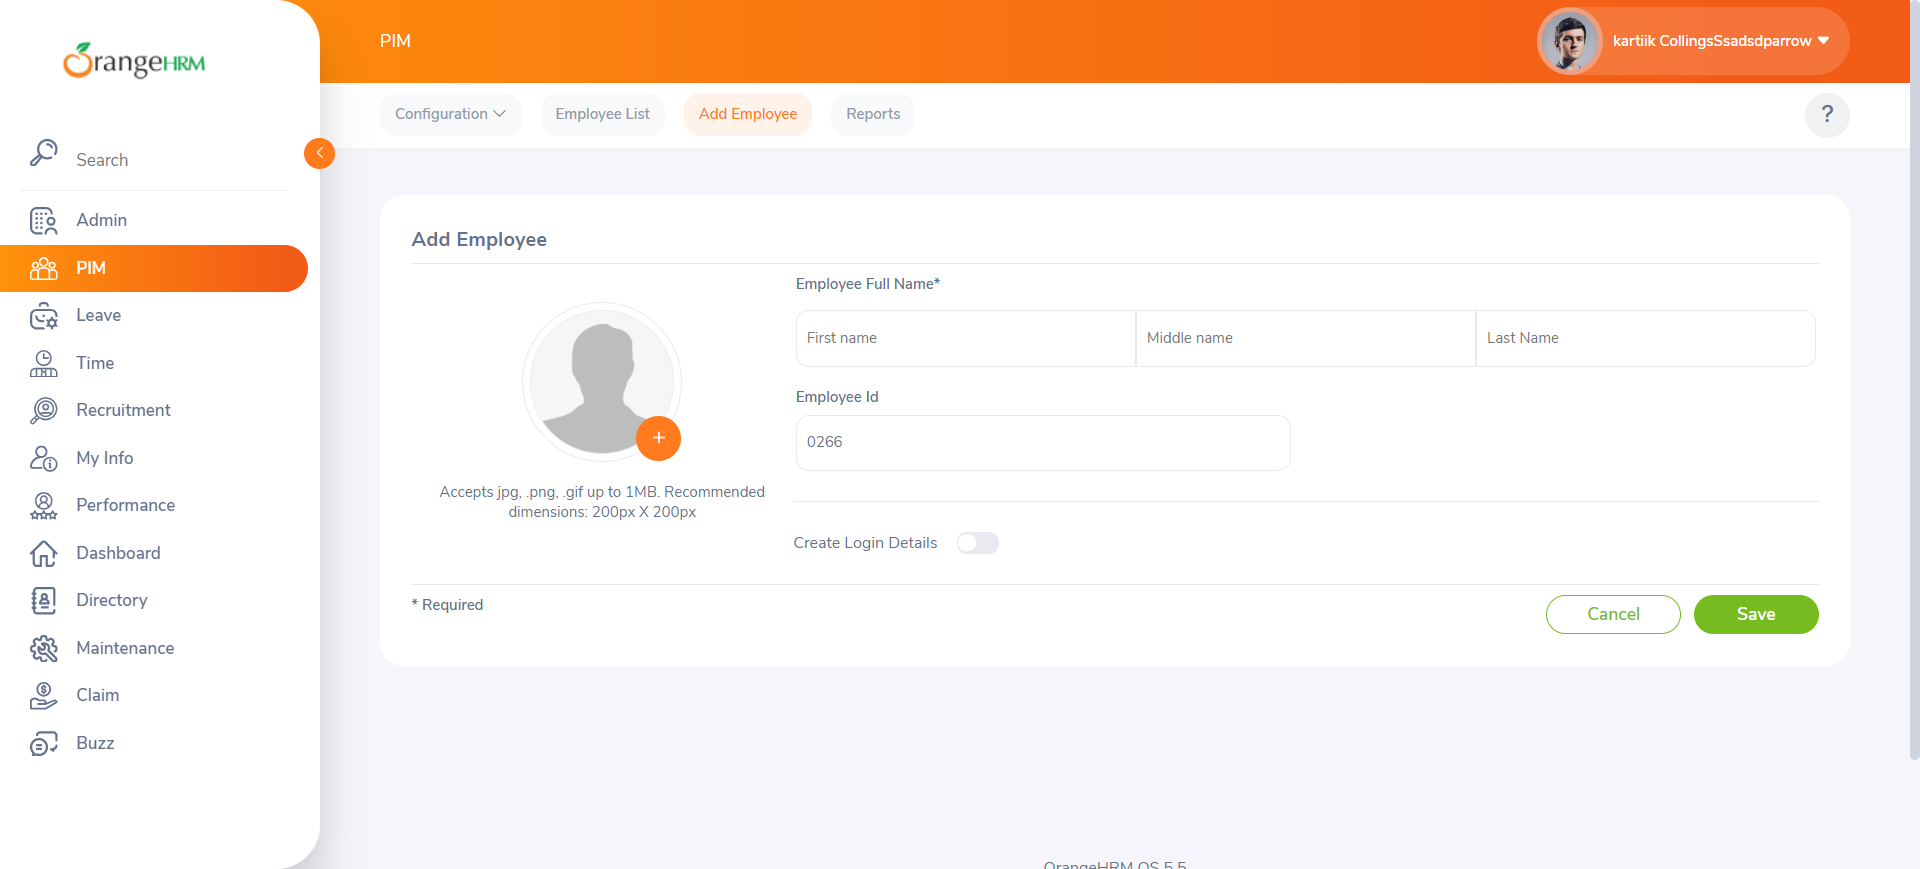 OrangeHRM
PIM
kartiik CollingsSsadsdparrow
Configuration
Employee List
Add Employee
Reports
?
Search
Admin
PIM
Leave
Time
Recruitment
My Info
Performance
Dashboard
Directory
Maintenance
Claim
Buzz
Add Employee
Accepts jpg, .png, .gif up to 1MB. Recommended
dimensions: 200px X 200px
Employee Full Name*
First name
Middle name
Last Name
Employee Id
0266
Create Login Details
* Required
Cancel
Save
OrangeHRM OS 5.5